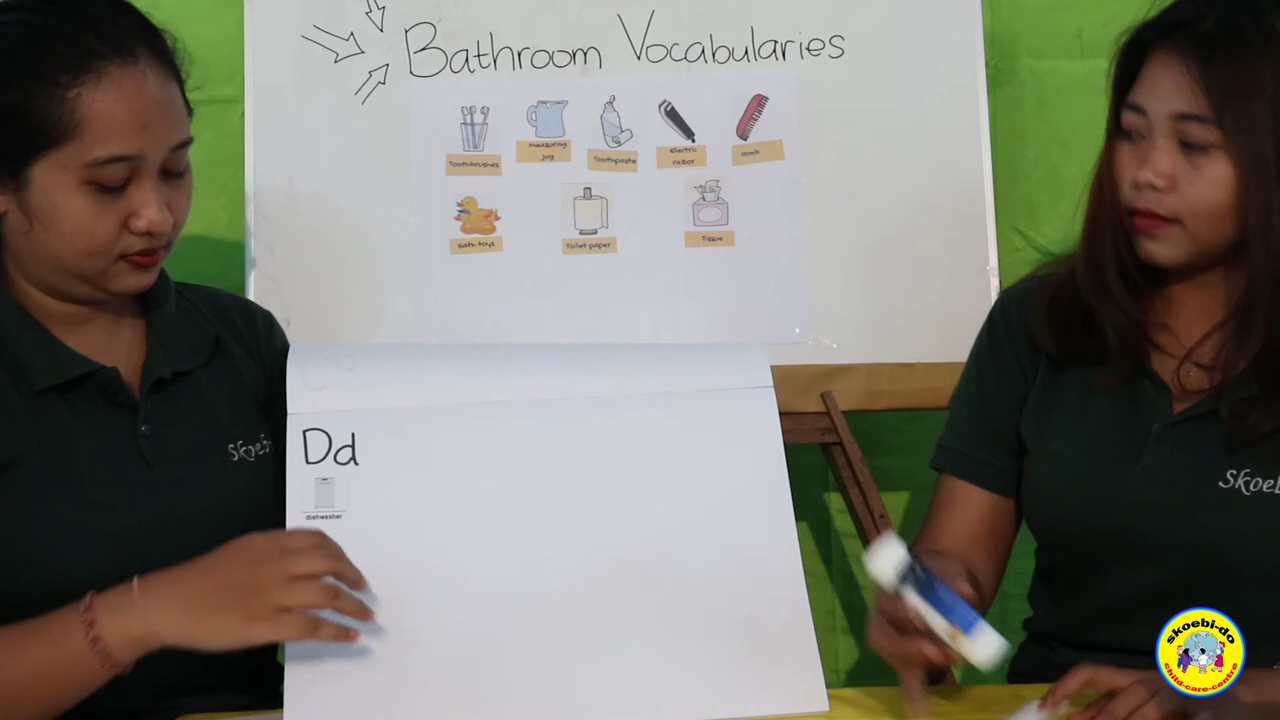 Bathroom Vocabularies
Toothbrushes
Measuring jug
Toothpaste
Electric razor
comb
Bath toys
Toilet paper
Tissue
Dd
dishwasher
Skoebi
Skoebi
skoebi-do
child-care-centre